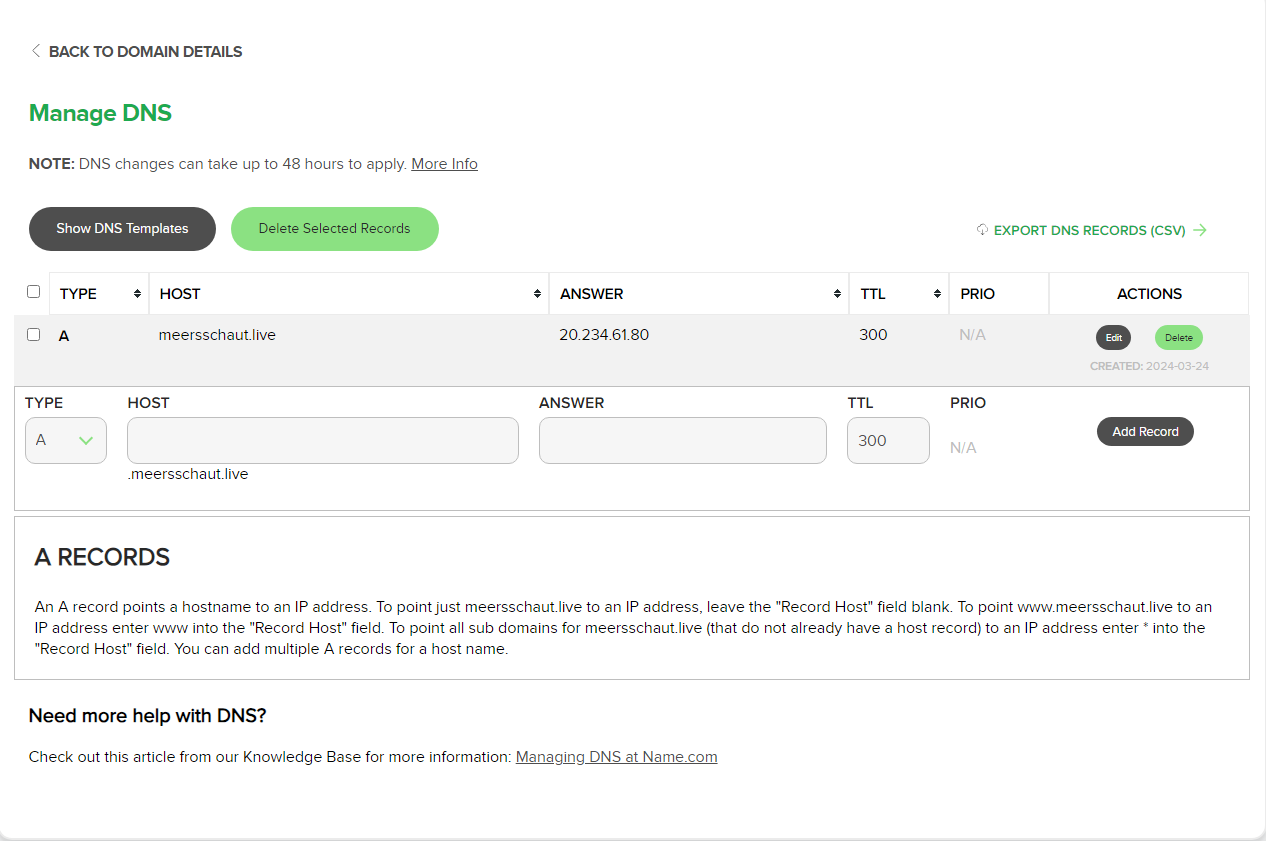 BACK TO DOMAIN DETAILS
Manage DNS
NOTE: DNS changes can take up to 48 hours to apply. More Info
Show DNS Templates Delete Selected Records EXPORT DNS RECORDS (CSV)
TYPE HOST ANSWER TTL PRIO ACTIONS
A meersschaut.live 20.234.61.80 300 N/A Edit Delete
CREATED: 2024-03-24
TYPE HOST ANSWER TTL PRIO
A 300 N/A Add Record
.meersschaut.live
A RECORDS
An A record points a hostname to an IP address. To point just meersschaut.live to an IP address, leave the "Record Host" field blank. To point www.meersschaut.live to an
IP address enter www into the "Record Host" field. To point all sub domains for meersschaut.live (that do not already have a host record) to an IP address enter * into the
"Record Host" field. You can add multiple A records for a host name.
Need more help with DNS?
Check out this article from our Knowledge Base for more information: Managing DNS at Name.com